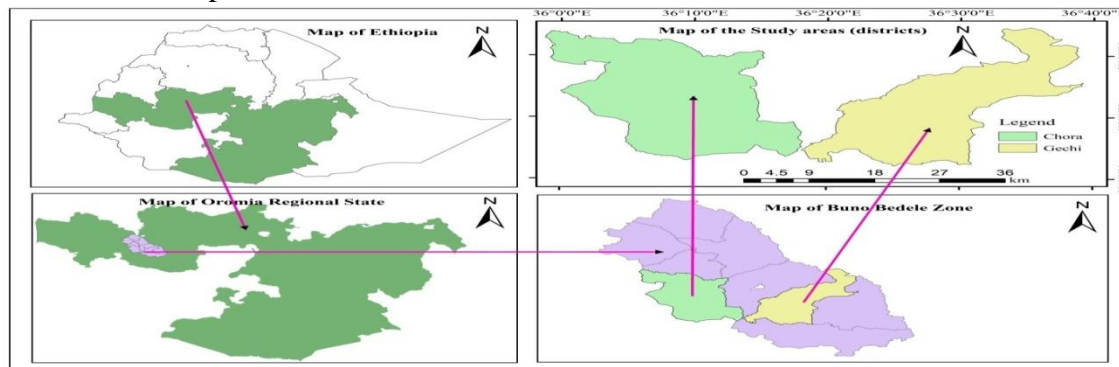 36°0'0"E 36°10'0"E 36°20'0"E 36°30'0"E 36°40'0"E
Map of Ethiopia
N
Map of the Study areas (districts)
N
Legend
Chora
Gechi
0 4.5 9 18 27 36
km
Map of Oromia Regional State
N
Map of Buno Bedele Zone
N